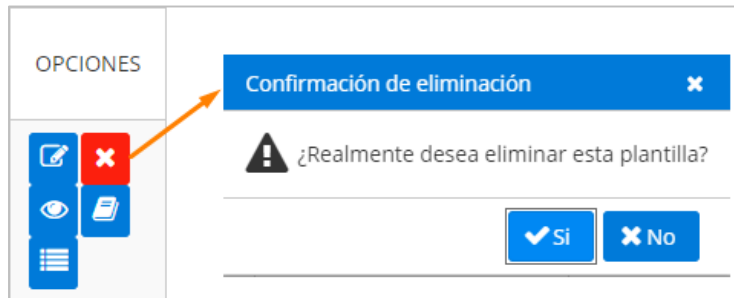 OPCIONES
Confirmación de eliminación
¿Realmente desea eliminar esta plantilla?
Si
No